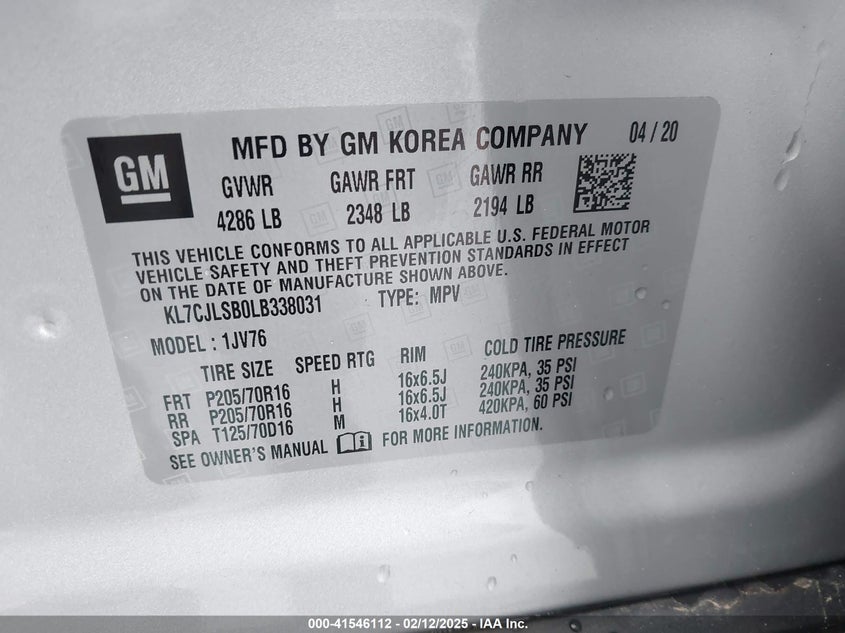 GM
MFD BY GM KOREA COMPANY 04 / 20
GVWR GAWR FRT GAWR RR
4286 LB 2348 LB 2194 LB
THIS VEHICLE CONFORMS TO ALL APPLICABLE U.S. FEDERAL MOTOR
VEHICLE SAFETY AND THEFT PREVENTION STANDARDS IN EFFECT
ON THE DATE OF MANUFACTURE SHOWN ABOVE.
KL7CJLSB0LB338031 TYPE: MPV
MODEL : 1JV76
TIRE SIZE SPEED RTG RIM COLD TIRE PRESSURE
FRT P205/70R16 H 16x6.5J 240KPA, 35 PSI
RR P205/70R16 H 16x6.5J 240KPA, 35 PSI
SPA T125/70D16 M 16x4.0T 420KPA, 60 PSI
SEE OWNER'S MANUAL FOR MORE INFORMATION.
000-41546112 - 02/12/2025 - IAA Inc.